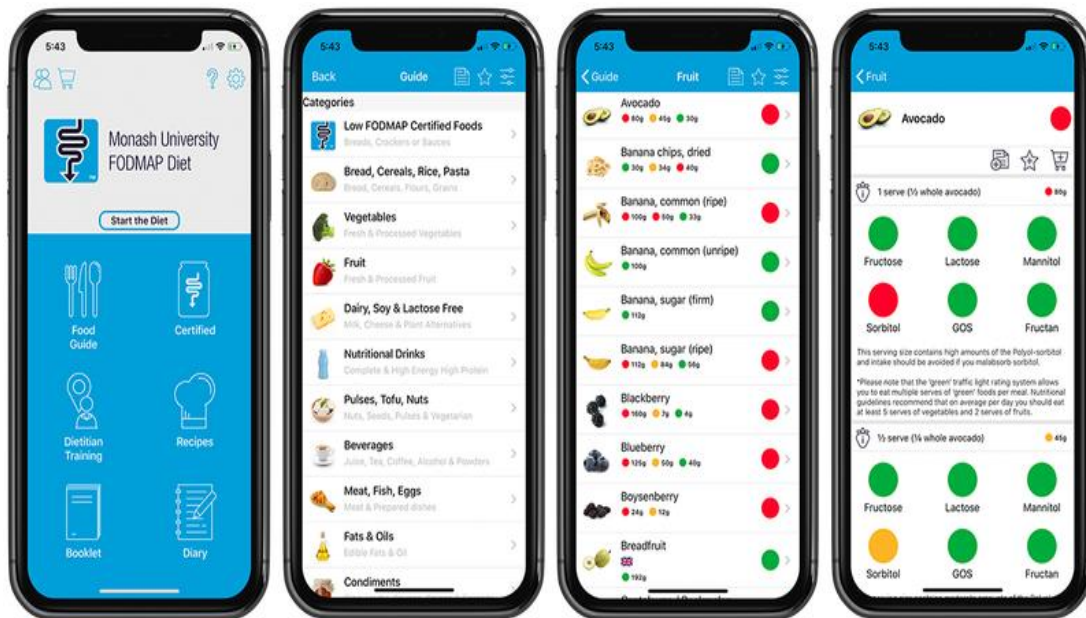 5:43
Monash University
FODMAP Diet
Start the Diet
Food
Guide
Certified
Dietitian
Training
Recipes
Booklet
Diary
5:43
Back
Guide
Categories
Low FODMAP Certified Foods
Breads, Crackers or Sauces
Bread, Cereals, Rice, Pasta
Bread, Cereals, Flours, Grains
Vegetables
Fresh & Processed Vegetables
Fruit
Fresh & Processed Fruit
Dairy, Soy & Lactose Free
Milk, Cheese & Plant Alternatives
Nutritional Drinks
Complete & High Energy High Protein
Pulses, Tofu, Nuts
Nuts, Seeds, Pulses & Vegetarian
Beverages
Juice, Tea, Coffee, Alcohol & Powders
Meat, Fish, Eggs
Meat & Prepared dishes
Fats & Oils
Edible Fats & Oil
Condiments
5:43
Guide
Fruit
Avocado
80g 45g 30g
Banana chips, dried
30g 34g 40g
Banana, common (ripe)
100g 50g 33g
Banana, common (unripe)
100g
Banana, sugar (firm)
112g
Banana, sugar (ripe)
112g 84g 56g
Blackberry
160g 7g 4g
Blueberry
125g 50g 40g
Boysenberry
24g 12g
Breadfruit
192g
5:43
Fruit
Avocado
1 serve (½ whole avocado)
80g
Fructose
Lactose
Mannitol
Sorbitol
GOS
Fructan
This serving size contains high amounts of the Polyol-sorbitol
and intake should be avoided if you malabsorb sorbitol.
*Please note that the 'green' traffic light rating system allows
you to eat multiple serves of 'green' foods per meal. Nutritional
guidelines recommend that on average per day you should eat
at least 5 serves of vegetables and 2 serves of fruits.
½ serve (¼ whole avocado)
45g
Fructose
Lactose
Mannitol
Sorbitol
GOS
Fructan